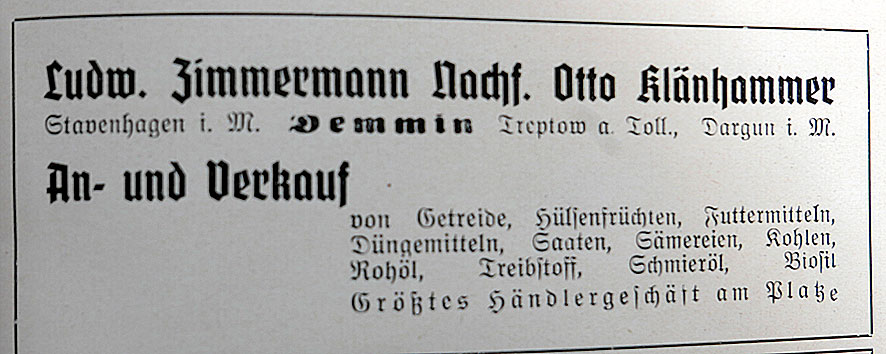 Ludw. Zimmermann Nachf. Otto Klänhammer
Stavenhagen i. M. Demmin Treptow a. Toll., Dargun i. M.
An- und Verkauf
von Getreide, Hülsenfrüchten, Futtermitteln,
Düngemitteln, Saaten, Sämereien, Kohlen,
Rohöl, Treibstoff, Schmieröl, Biosil
Größtes Händlergeschäft am Platze